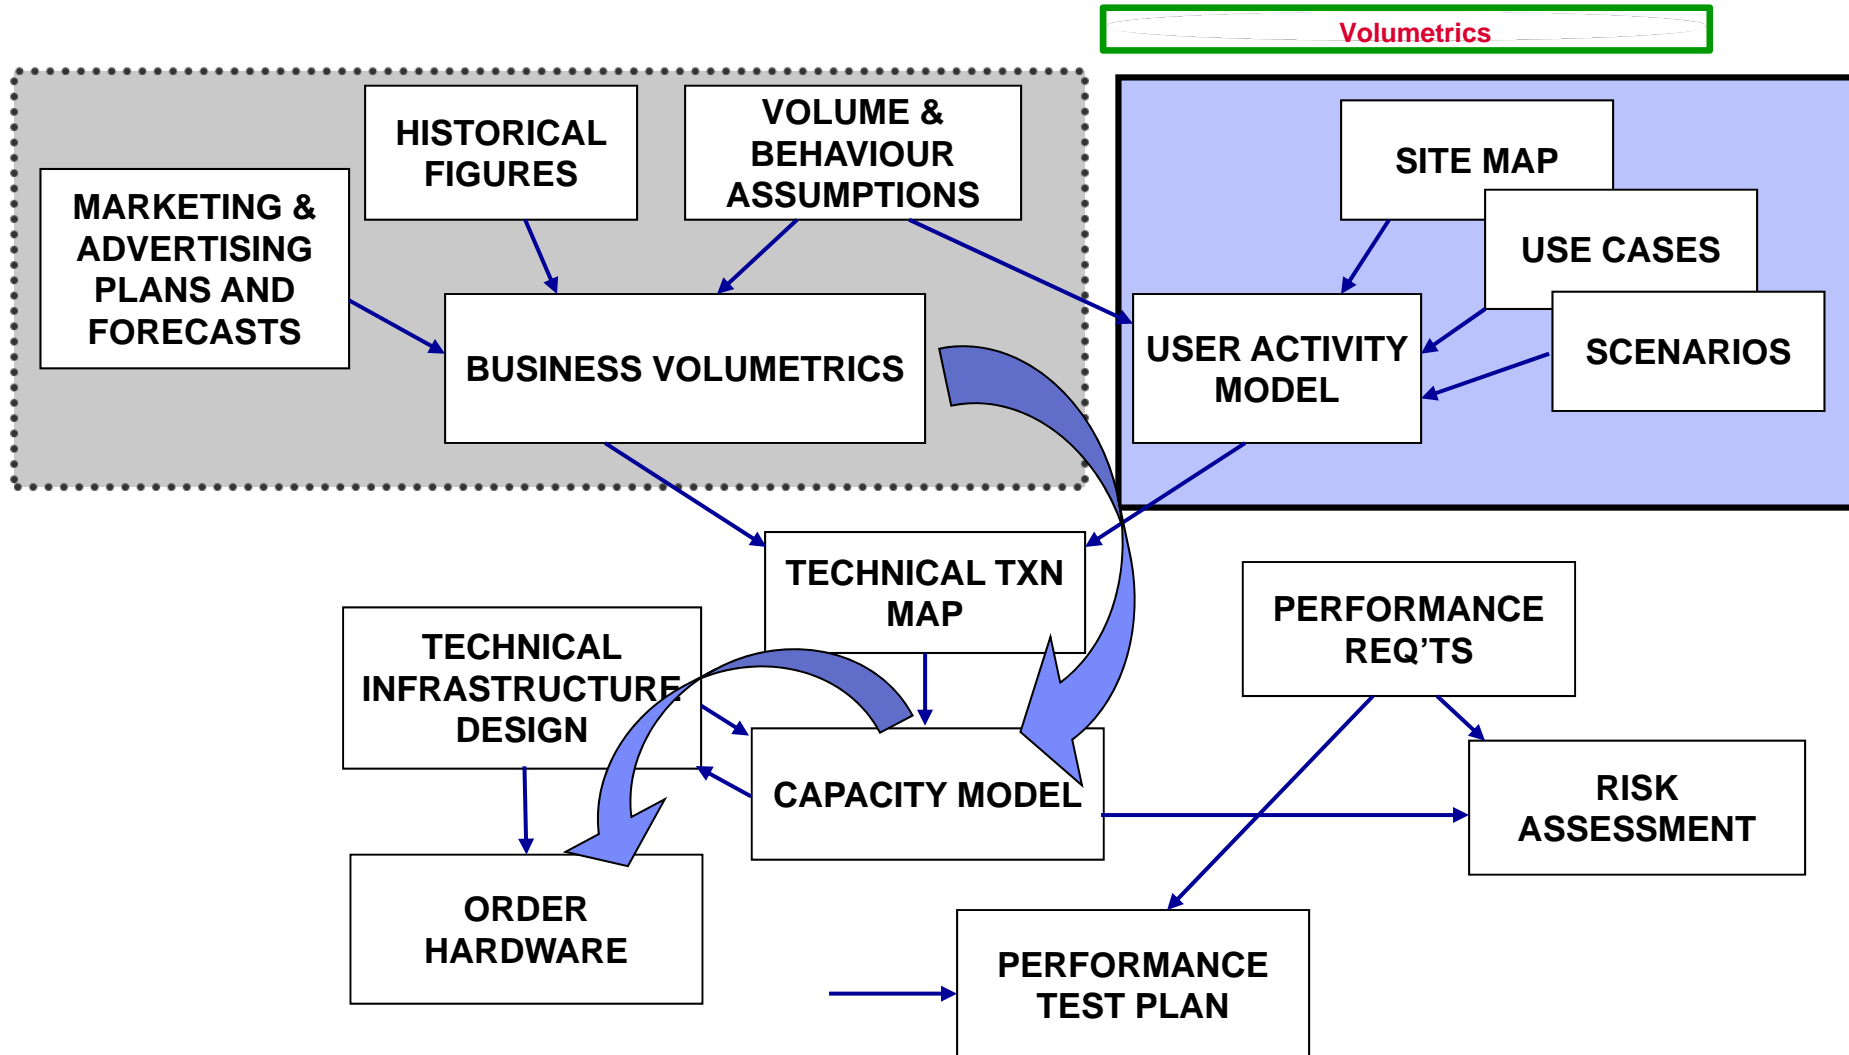 Volumetrics
HISTORICAL
FIGURES
VOLUME &
BEHAVIOUR
ASSUMPTIONS
SITE MAP
MARKETING &
ADVERTISING
PLANS AND
FORECASTS
USE CASES
BUSINESS VOLUMETRICS
USER ACTIVITY
MODEL
SCENARIOS
TECHNICAL TXN
MAP
PERFORMANCE
REQ’TS
TECHNICAL
INFRASTRUCTURE
DESIGN
CAPACITY MODEL
RISK
ASSESSMENT
ORDER
HARDWARE
PERFORMANCE
TEST PLAN